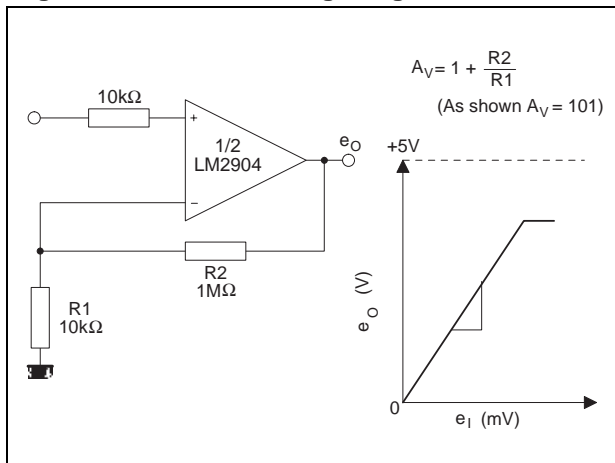 10kΩ
+
1/2
LM2904
−
e_O
R2
1MΩ
R1
10kΩ
A_V = 1 + R2/R1
(As shown A_V = 101)
+5V
e_O (V)
0
e_I (mV)